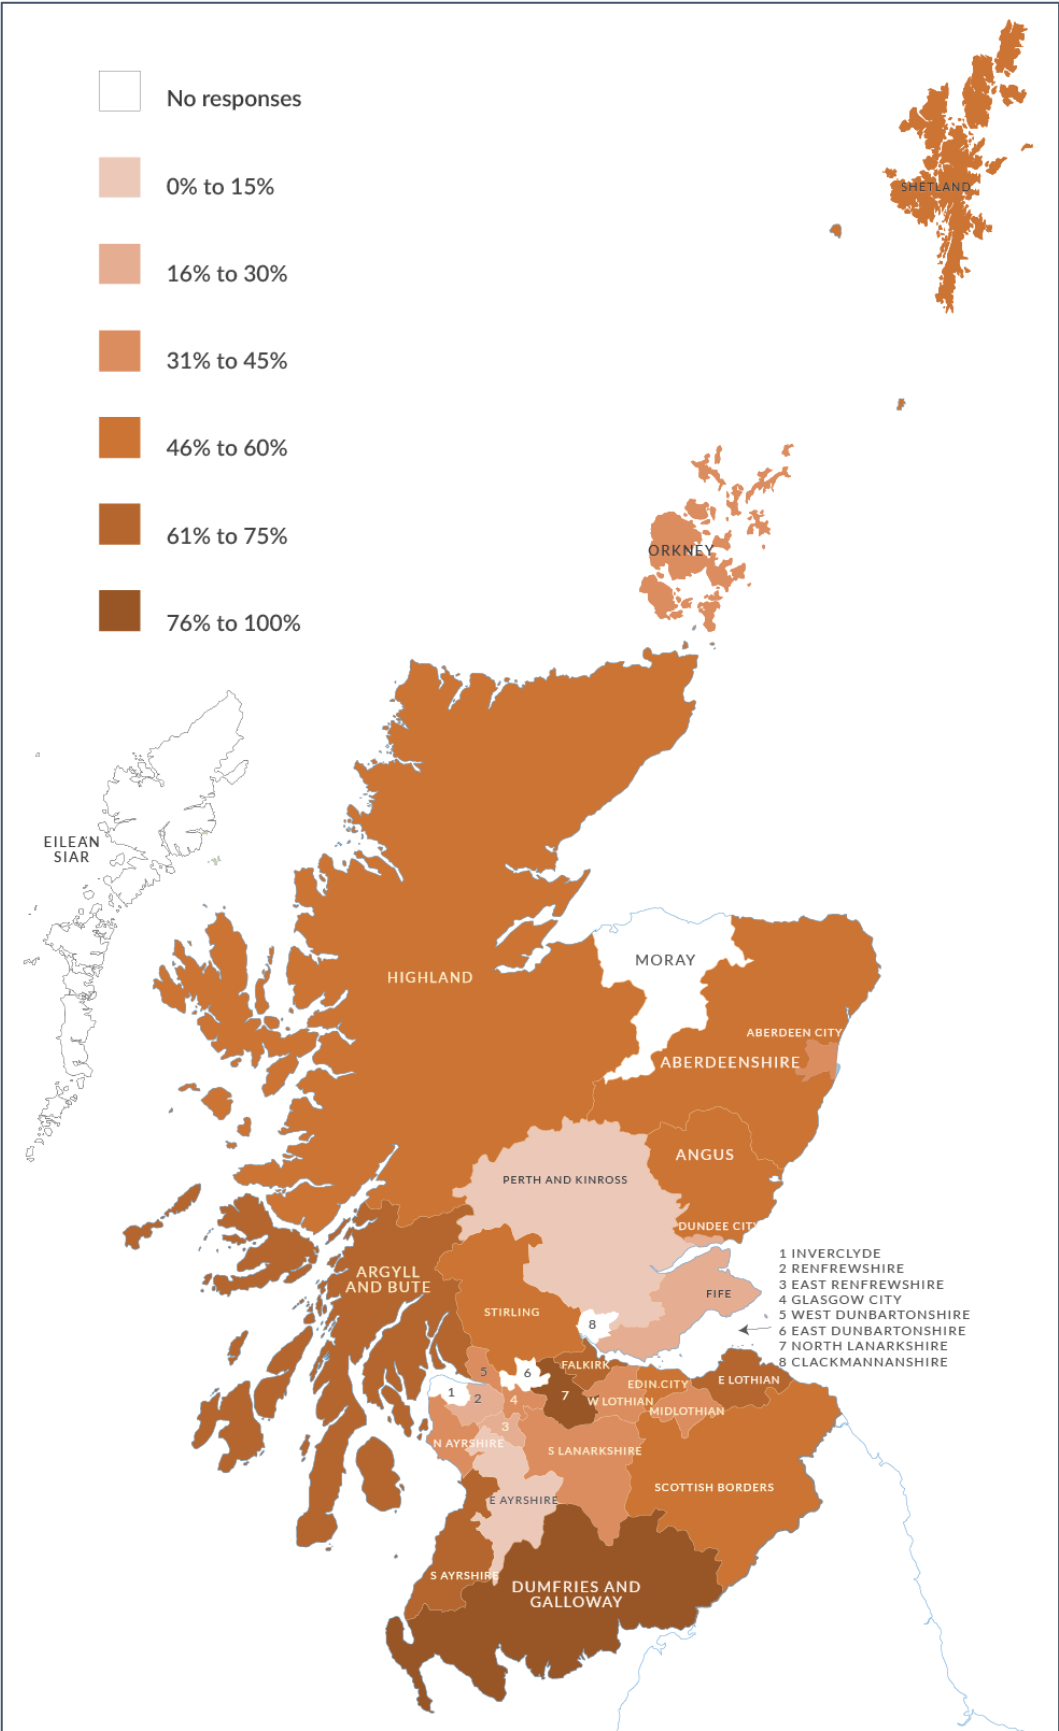 No responses
0% to 15%
16% to 30%
31% to 45%
46% to 60%
61% to 75%
76% to 100%
SHETLAND
ORKNEY
EILEAN
SIAR
HIGHLAND
MORAY
ABERDEEN CITY
ABERDEENSHIRE
ANGUS
PERTH AND KINROSS
DUNDEE CITY
ARGYLL
AND BUTE
FIFE
STIRLING
8
1 INVERCLYDE
2 RENFREWSHIRE
3 EAST RENFREWSHIRE
4 GLASGOW CITY
5 WEST DUNBARTONSHIRE
6 EAST DUNBARTONSHIRE
7 NORTH LANARKSHIRE
8 CLACKMANNANSHIRE
FALKIRK
5
6
E LOTHIAN
EDIN.CITY
1
2
4
7
W LOTHIAN
MIDLOTHIAN
3
N AYRSHIRE
S LANARKSHIRE
SCOTTISH BORDERS
E AYRSHIRE
S AYRSHIRE
DUMFRIES AND
GALLOWAY